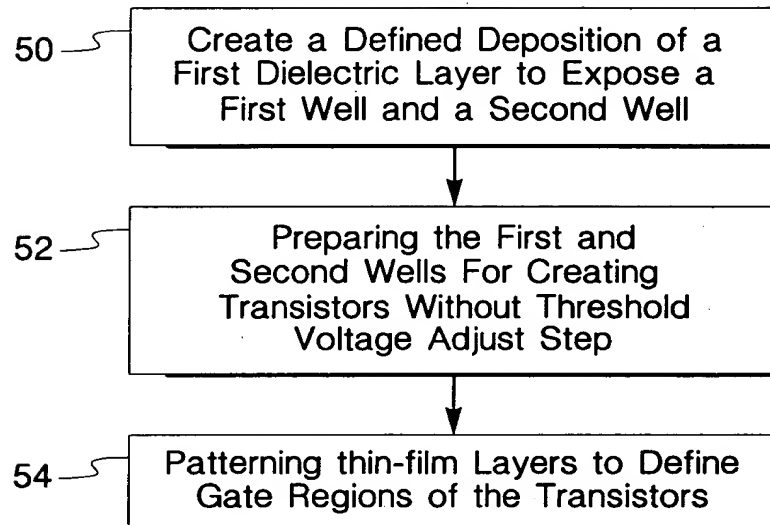 50
Create a Defined Deposition of a
First Dielectric Layer to Expose a
First Well and a Second Well
52
Preparing the First and
Second Wells For Creating
Transistors Without Threshold
Voltage Adjust Step
54
Patterning thin-film Layers to Define
Gate Regions of the Transistors